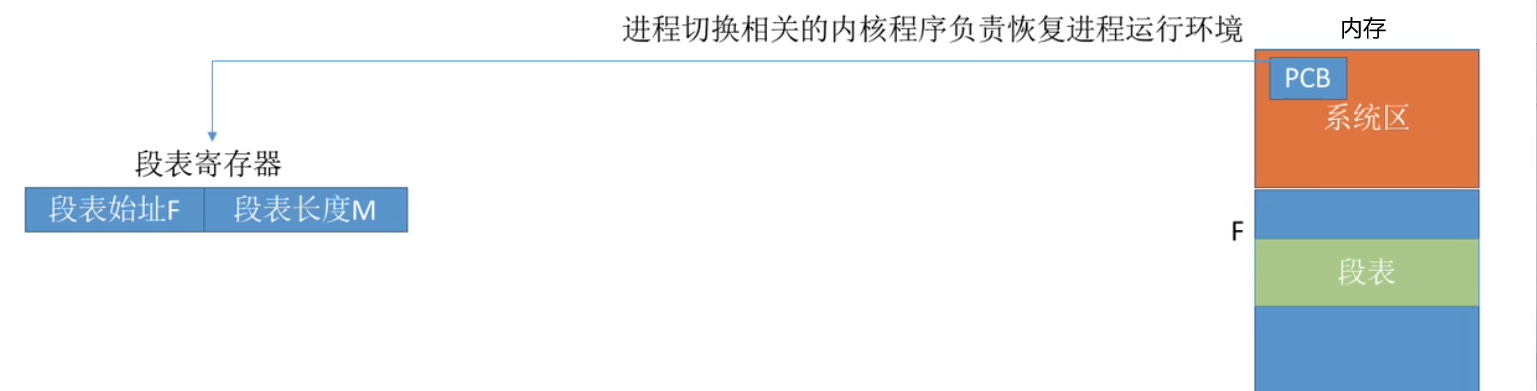 进程切换相关的内核程序负责恢复进程运行环境
内存
PCB
系统区
段表寄存器
段表始址F
段表长度M
F
段表